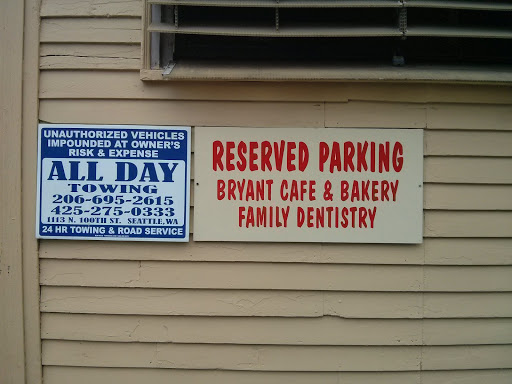 UNAUTHORIZED VEHICLES
IMPOUNDED AT OWNER'S
RISK & EXPENSE
ALL DAY
TOWING
206-695-2615
425-275-0333
1113 N. 100TH ST. SEATTLE, WA
24 HR TOWING & ROAD SERVICE
RESERVED PARKING
BRYANT CAFE & BAKERY
FAMILY DENTISTRY